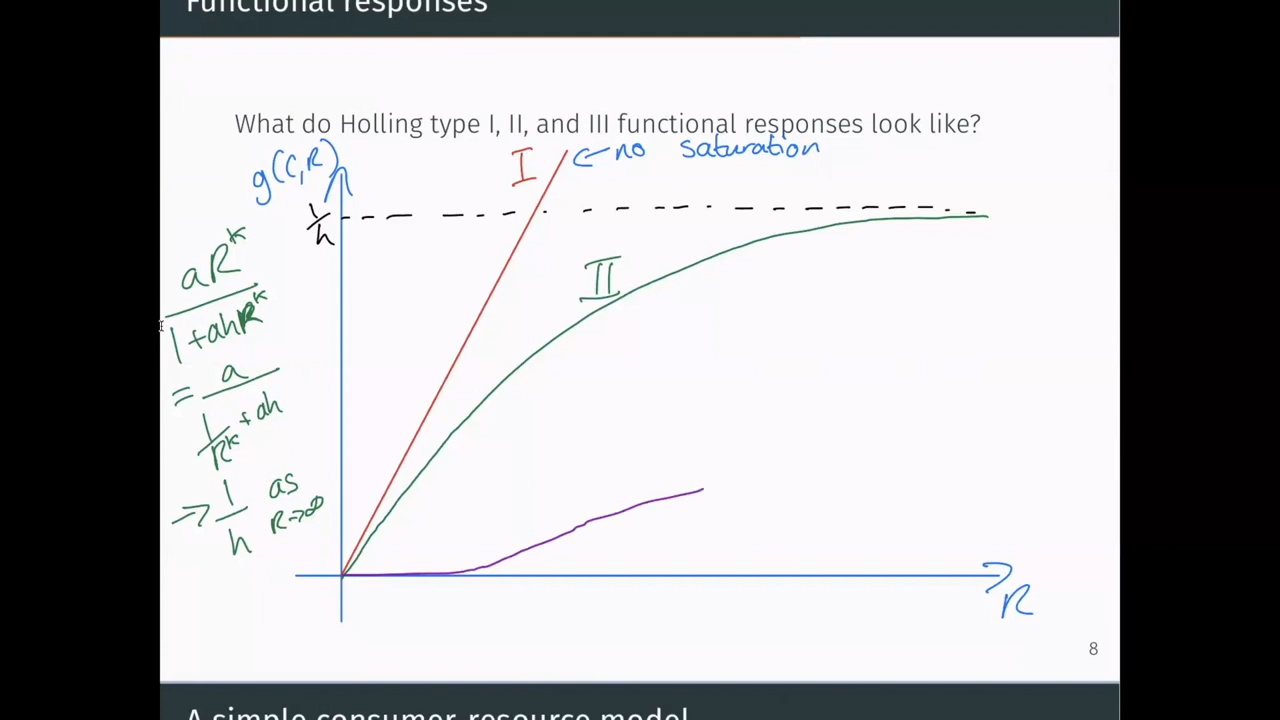 Functional responses
What do Holling type I, II, and III functional responses look like?
g(C,R)
I
← no saturation
1/h
II
aR^k
1+ahR^k
= a
1/R^k + ah
→ 1/h as R→∞
R
8
A simple consumer-resource model